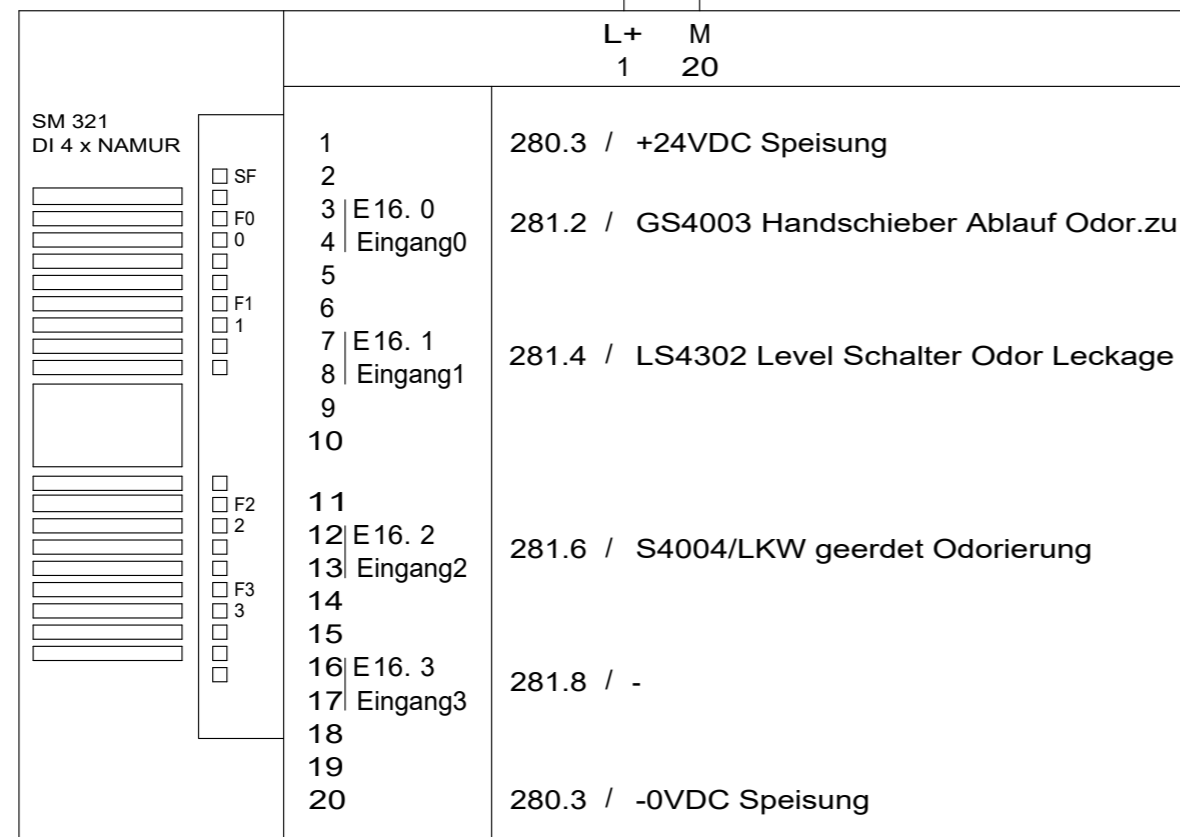 L+ M
1 20
SM 321
DI 4 x NAMUR
SF
F0
0
F1
1
F2
2
F3
3
1 280.3 / +24VDC Speisung
2
3 E16. 0
281.2 / GS4003 Handschieber Ablauf Odor.zu
4 Eingang0
5
6
7 E16. 1
281.4 / LS4302 Level Schalter Odor Leckage
8 Eingang1
9
10
11
12 E16. 2
281.6 / S4004/LKW geerdet Odorierung
13 Eingang2
14
15
16 E16. 3
281.8 / -
17 Eingang3
18
19
20 280.3 / -0VDC Speisung